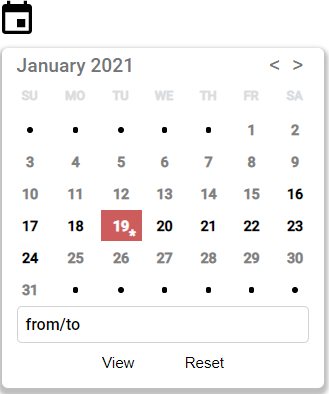 January 2021 < >
SU MO TU WE TH FR SA
• • • • • 1 2
3 4 5 6 7 8 9
10 11 12 13 14 15 16
17 18 19* 20 21 22 23
24 25 26 27 28 29 30
31 • • • • • •
from/to
View Reset